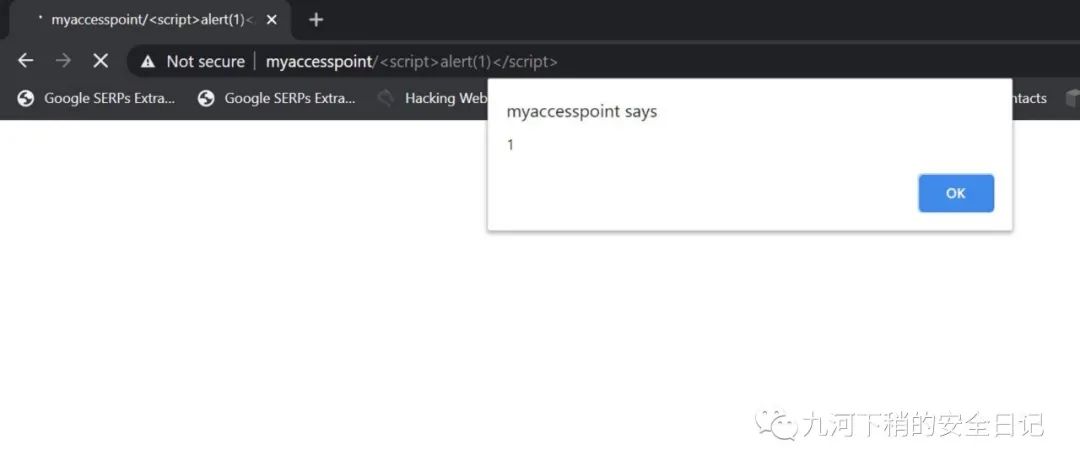 myaccesspoint/<script>alert(1)<
Not secure | myaccesspoint/<script>alert(1)</script>
Google SERPs Extra... Google SERPs Extra... Hacking Web ntacts
myaccesspoint says
1
OK
九河下稍的安全日记